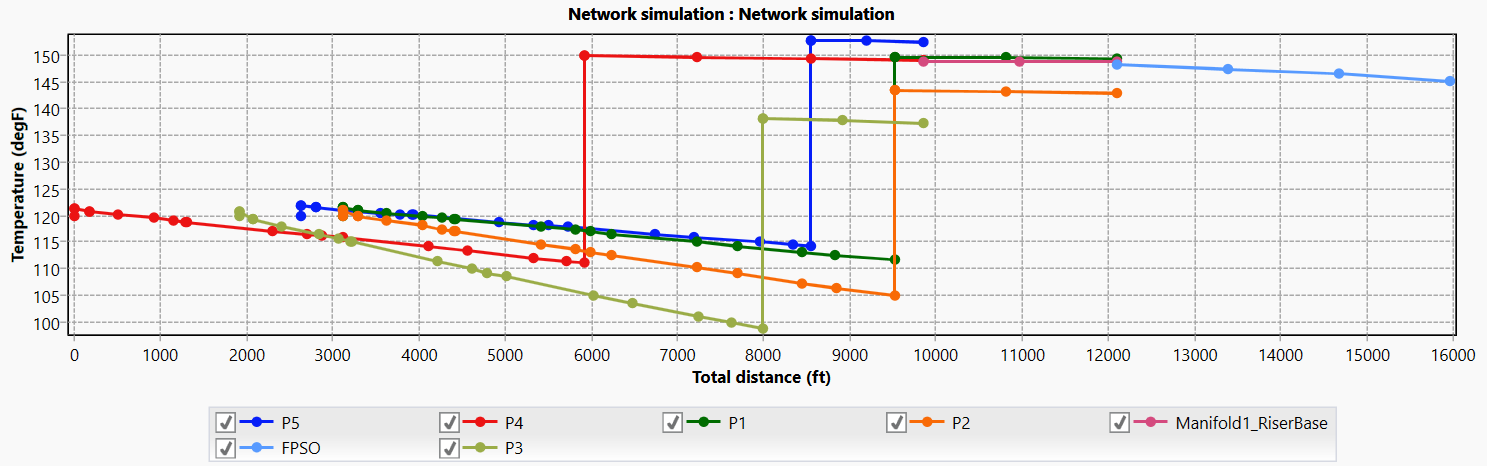 Network simulation : Network simulation
Temperature (degF)
150
145
140
135
130
125
120
115
110
105
100
0 1000 2000 3000 4000 5000 6000 7000 8000 9000 10000 11000 12000 13000 14000 15000 16000
Total distance (ft)
P5 P4 P1 P2 Manifold1_RiserBase
FPSO P3